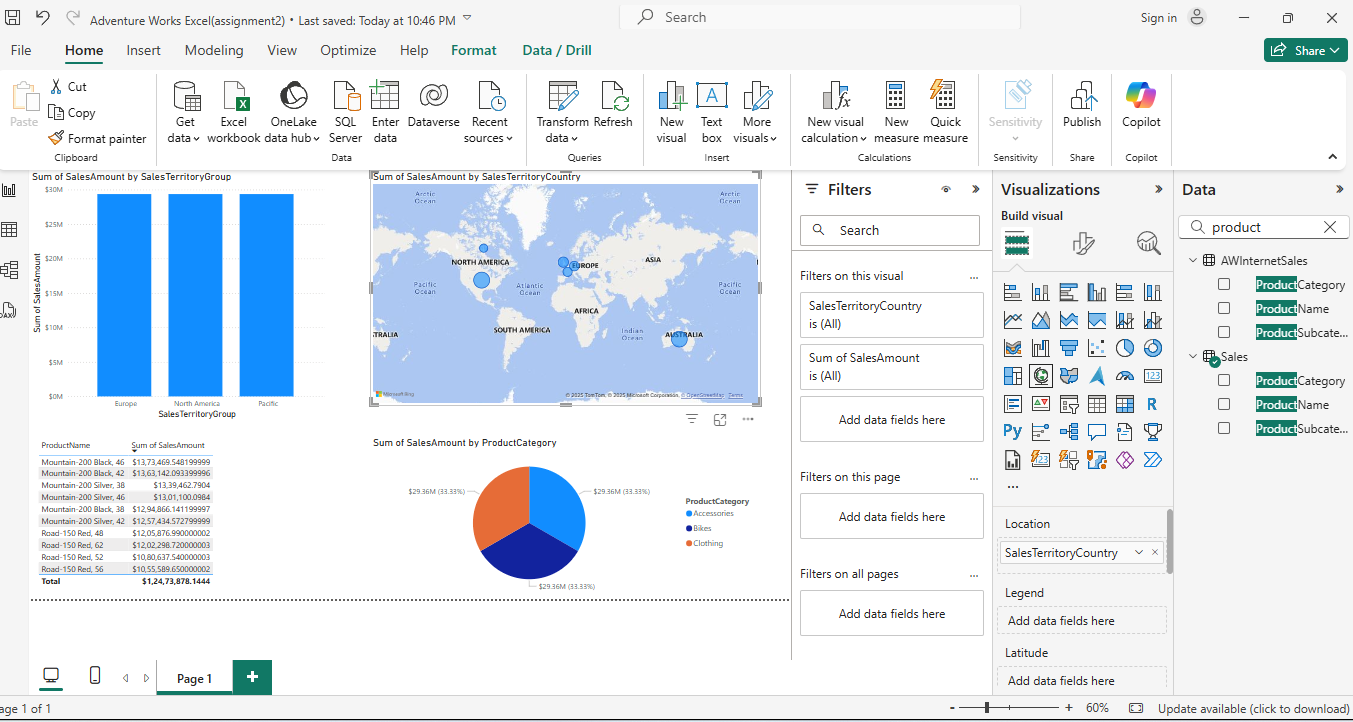 Adventure Works Excel(assignment2) • Last saved: Today at 10:46 PM
Search
Sign in
File Home Insert Modeling View Optimize Help Format Data / Drill
Share
Paste
Cut
Copy
Format painter
Clipboard
Get data
Excel workbook
OneLake data hub
SQL Server
Enter data
Dataverse
Recent sources
Data
Transform data
Refresh
Queries
New visual
Text box
More visuals
Insert
New visual calculation
New measure
Quick measure
Calculations
Sensitivity
Sensitivity
Publish
Share
Copilot
Copilot
Sum of SalesAmount by SalesTerritoryGroup
$30M
$25M
$20M
$15M
$10M
$5M
$0M
Sum of SalesAmount
Europe North America Pacific
SalesTerritoryGroup
Sum of SalesAmount by SalesTerritoryCountry
Arctic Ocean
Arctic Ocean
NORTH AMERICA
EUROPE
ASIA
Pacific Ocean
Atlantic Ocean
Pacific Ocean
AFRICA
SOUTH AMERICA
Indian Ocean
STRALIA
AUSTRALIA
Microsoft Bing
© 2025 TomTom, © 2025 Microsoft Corporation, © OpenStreetMap Terms
ProductName Sum of SalesAmount
Mountain-200 Black, 46 $13,73,469.548199999
Mountain-200 Black, 42 $13,63,142.093399996
Mountain-200 Silver, 38 $13,39,462.7904
Mountain-200 Silver, 46 $13,01,100.0984
Mountain-200 Black, 38 $12,94,866.141199997
Mountain-200 Silver, 42 $12,57,434.572799999
Road-150 Red, 48 $12,05,876.990000002
Road-150 Red, 62 $12,02,298.720000003
Road-150 Red, 52 $10,80,637.540000003
Road-150 Red, 56 $10,55,589.650000002
Total $1,24,73,878.1444
Sum of SalesAmount by ProductCategory
$29.36M (33.33%)
$29.36M (33.33%)
$29.36M (33.33%)
ProductCategory
Accessories
Bikes
Clothing
Filters
Search
Filters on this visual
SalesTerritoryCountry
is (All)
Sum of SalesAmount
is (All)
Add data fields here
Filters on this page
Add data fields here
Filters on all pages
Add data fields here
Visualizations
Build visual
123
R
Py
123
Location
SalesTerritoryCountry
Legend
Add data fields here
Latitude
Add data fields here
Data
product
AWInternetSales
ProductCategory
ProductName
ProductSubcate...
Sales
ProductCategory
ProductName
ProductSubcate...
Page 1
age 1 of 1
- + 60%
Update available (click to download)